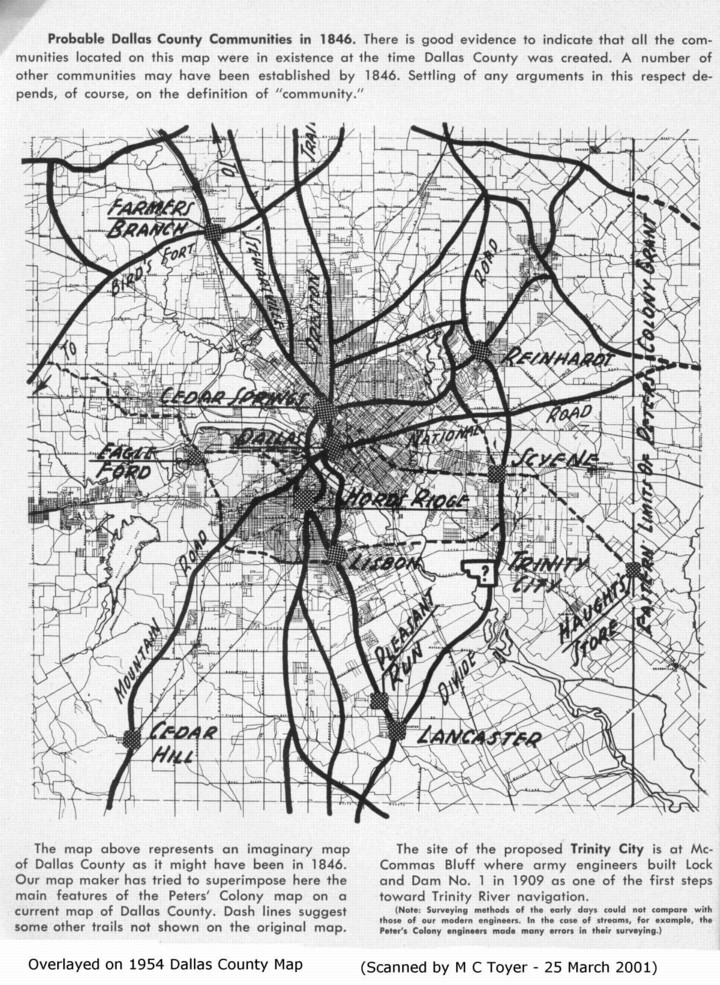 Probable Dallas County Communities in 1846. There is good evidence to indicate that all the com-
munities located on this map were in existence at the time Dallas County was created. A number of
other communities may have been established by 1846. Settling of any arguments in this respect de-
pends, of course, on the definition of "community."
TO
TRAI
FARMERS
BRANCH
BIRD'S FORT
ROAD
PRESTON
TO
REINHARDT
EASTERN LIMITS OF PETERS COLONY GRANT
CEDAR SPRINGS
ROAD
DALLAS
NATIONAL
EAGLE
FORD
SCYENE
HORD'S RIDGE
ROAD
LISBON
?
TRINITY
CITY
HAUGHT'S
STORE
PLEASANT
RUN
MOUNTAIN
DIVIDE
CEDAR
HILL
LANCASTER
The map above represents an imaginary map
of Dallas County as it might have been in 1846.
Our map maker has tried to superimpose here the
main features of the Peters' Colony map on a
current map of Dallas County. Dash lines suggest
some other trails not shown on the original map.
The site of the proposed Trinity City is at Mc-
Commas Bluff where army engineers built Lock
and Dam No. 1 in 1909 as one of the first steps
toward Trinity River navigation.
(Note: Surveying methods of the early days could not compare with
those of our modern engineers. In the case of streams, for example, the
Peter's Colony engineers made many errors in their surveying.)
Overlayed on 1954 Dallas County Map
(Scanned by M C Toyer - 25 March 2001)